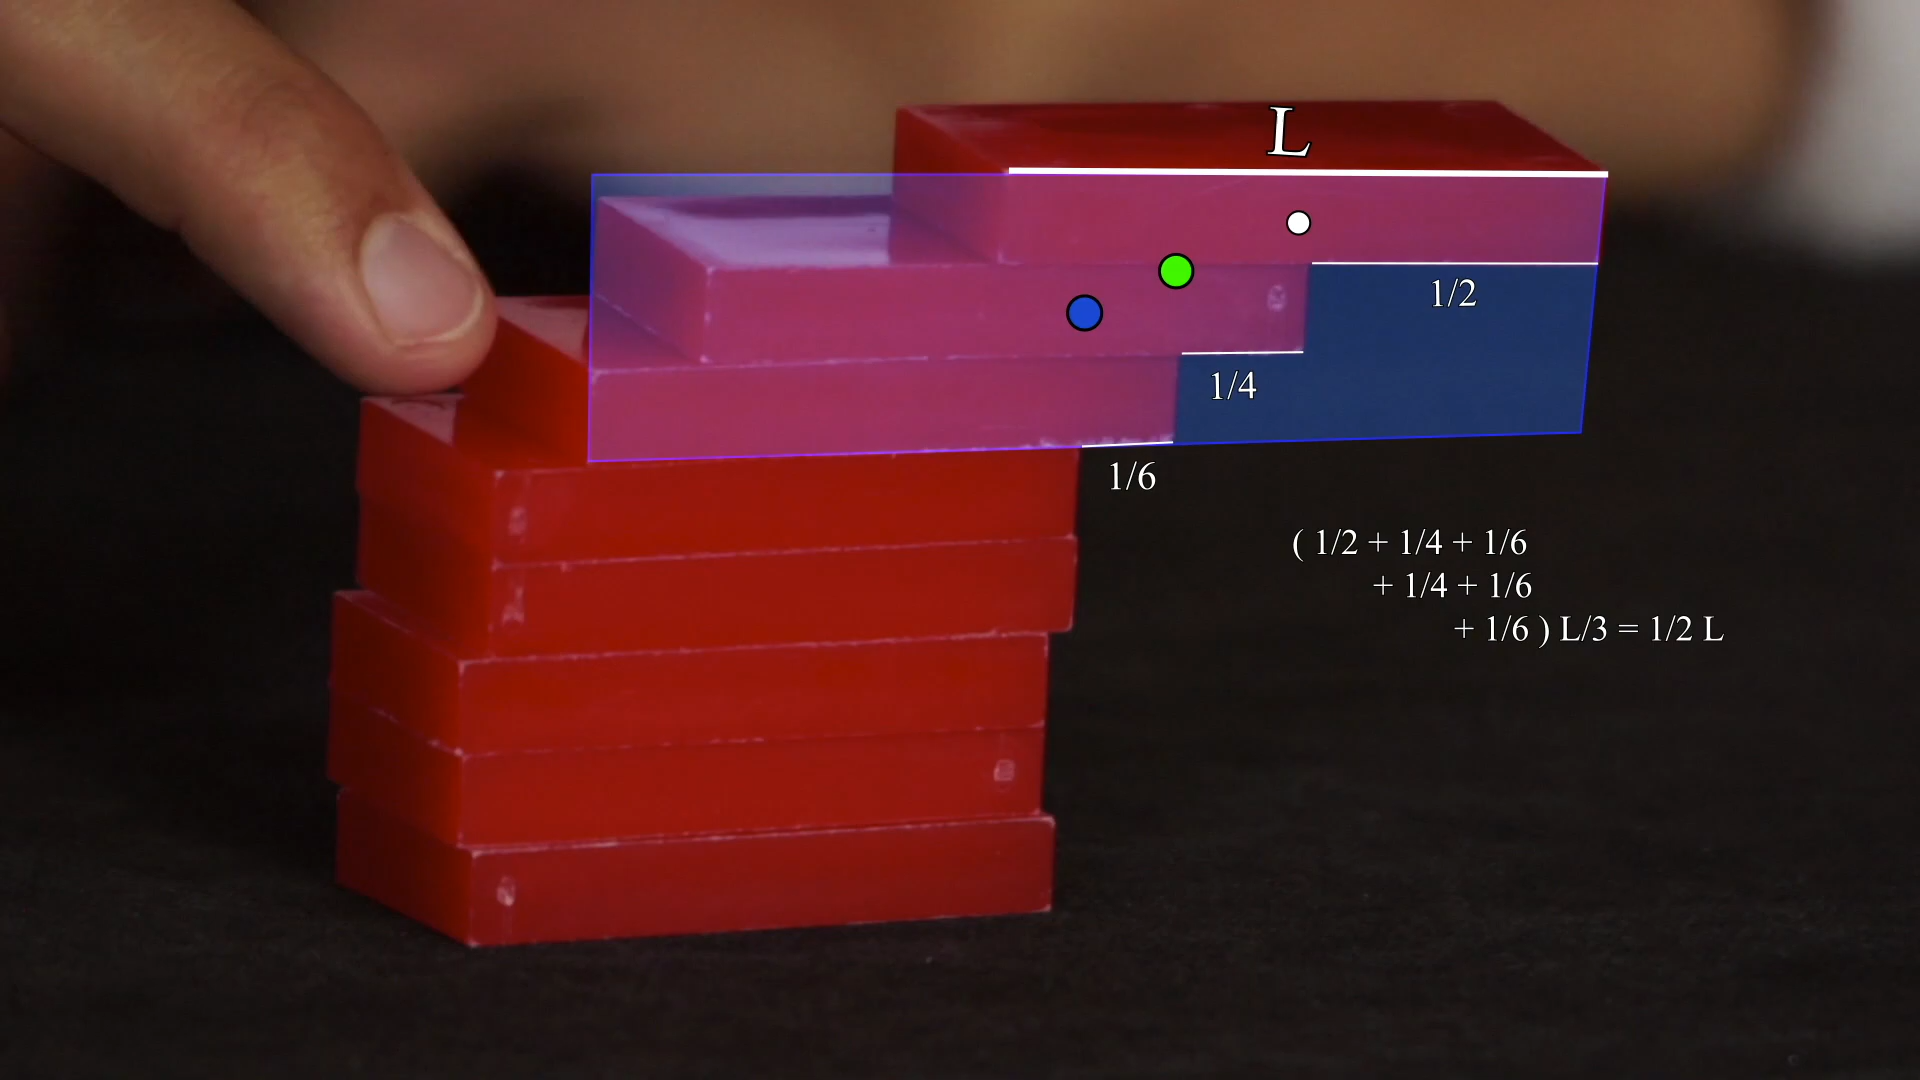 L
1/2
1/4
1/6
( 1/2 + 1/4 + 1/6
+ 1/4 + 1/6
+ 1/6 ) L/3 = 1/2 L